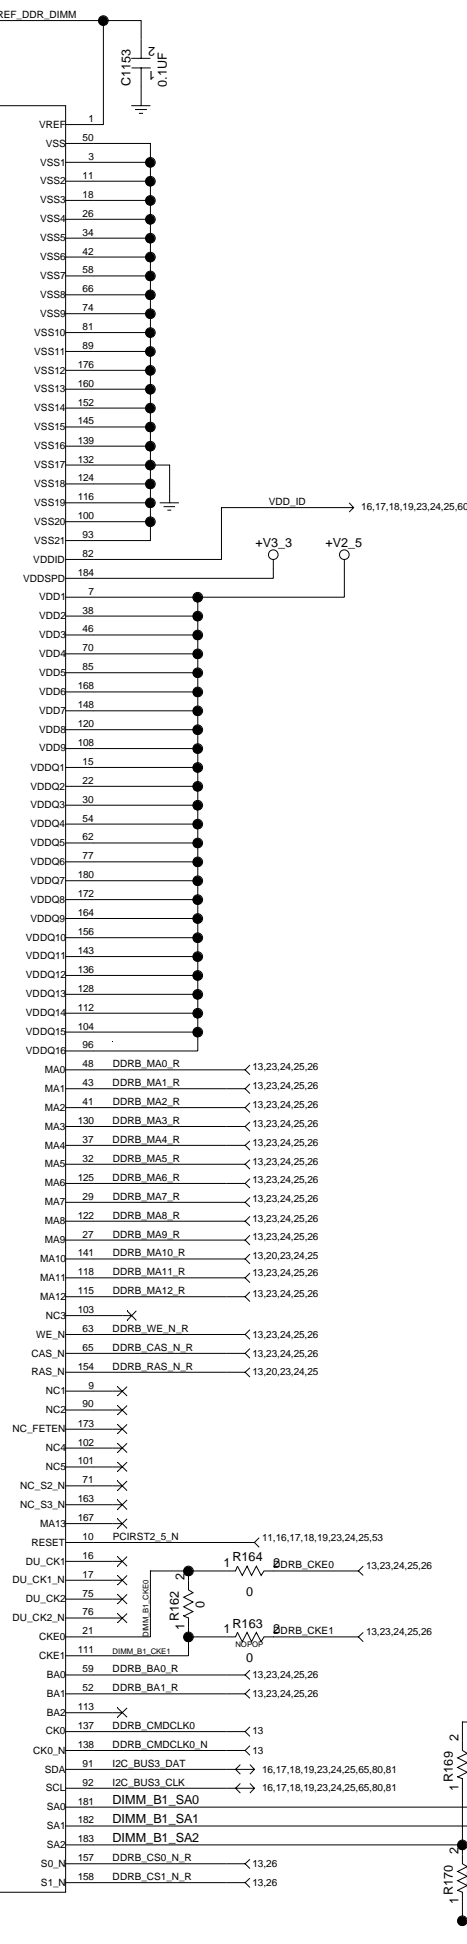 REF_DDR_DIMM
C1153 2 1 0.1UF
VREF 1
VSS 50
VSS1 3
VSS2 11
VSS3 18
VSS4 26
VSS5 34
VSS6 42
VSS7 58
VSS8 66
VSS9 74
VSS10 81
VSS11 89
VSS12 176
VSS13 160
VSS14 152
VSS15 145
VSS16 139
VSS17 132
VSS18 124
VSS19 116
VSS20 100
VDD_ID 16,17,18,19,23,24,25,60
VSS21 93
+V3_3 +V2_5
VDDID 82
VDDSPD 184
VDD1 7
VDD2 38
VDD3 46
VDD4 70
VDD5 85
VDD6 168
VDD7 148
VDD8 120
VDD9 108
VDDQ1 15
VDDQ2 22
VDDQ3 30
VDDQ4 54
VDDQ5 62
VDDQ6 77
VDDQ7 180
VDDQ8 172
VDDQ9 164
VDDQ10 156
VDDQ11 143
VDDQ12 136
VDDQ13 128
VDDQ14 112
VDDQ15 104
VDDQ16 96
MA0 48 DDRB_MA0_R 13,23,24,25,26
MA1 43 DDRB_MA1_R 13,23,24,25,26
MA2 41 DDRB_MA2_R 13,23,24,25,26
MA3 130 DDRB_MA3_R 13,23,24,25,26
MA4 37 DDRB_MA4_R 13,23,24,25,26
MA5 32 DDRB_MA5_R 13,23,24,25,26
MA6 125 DDRB_MA6_R 13,23,24,25,26
MA7 29 DDRB_MA7_R 13,23,24,25,26
MA8 122 DDRB_MA8_R 13,23,24,25,26
MA9 27 DDRB_MA9_R 13,23,24,25,26
MA10 141 DDRB_MA10_R 13,20,23,24,25
MA11 118 DDRB_MA11_R 13,23,24,25,26
MA12 115 DDRB_MA12_R 13,23,24,25,26
NC3 103
WE_N 63 DDRB_WE_N_R 13,23,24,25,26
CAS_N 65 DDRB_CAS_N_R 13,23,24,25,26
RAS_N 154 DDRB_RAS_N_R 13,20,23,24,25
NC1 9
NC2 90
NC_FETEN 173
NC4 102
NC5 101
NC_S2_N 71
NC_S3_N 163
MA13 167
RESET 10 PCIRST2_5_N 11,16,17,18,19,23,24,25,53
DU_CK1 16
1 R164 2 0 DDRB_CKE0 13,23,24,25,26
DU_CK1_N 17
DU_CK2 75
DIMM_B1_CKE0
2 R162 1 0
DU_CK2_N 76
CKE0 21
1 R163 2 NOPOP 0 DDRB_CKE1 13,23,24,25,26
CKE1 111 DIMM_B1_CKE1
BA0 59 DDRB_BA0_R 13,23,24,25,26
BA1 52 DDRB_BA1_R 13,23,24,25,26
BA2 113
CK0 137 DDRB_CMDCLK0 13
CK0_N 138 DDRB_CMDCLK0_N 13
SDA 91 I2C_BUS3_DAT 16,17,18,19,23,24,25,65,80,81
SCL 92 I2C_BUS3_CLK 16,17,18,19,23,24,25,65,80,81
2 R169 1
SA0 181 DIMM_B1_SA0
SA1 182 DIMM_B1_SA1
SA2 183 DIMM_B1_SA2
S0_N 157 DDRB_CS0_N_R 13,26
S1_N 158 DDRB_CS1_N_R 13,26
2 R170 1